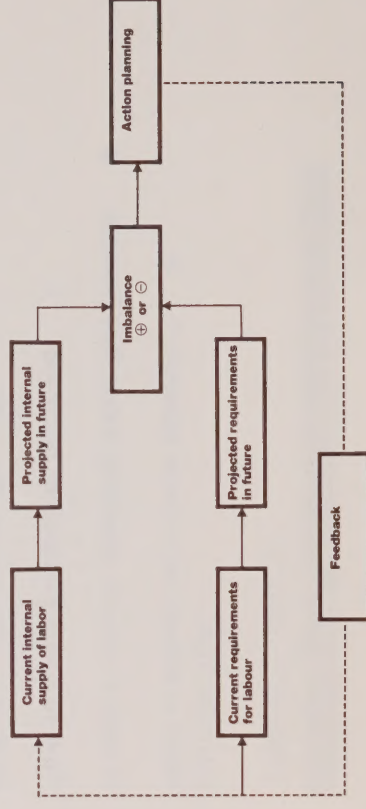 Current internal
supply of labor
Projected internal
supply in future
Imbalance
⊕ or ⊖
Action planning
Current requirements
for labour
Projected requirements
in future
Feedback